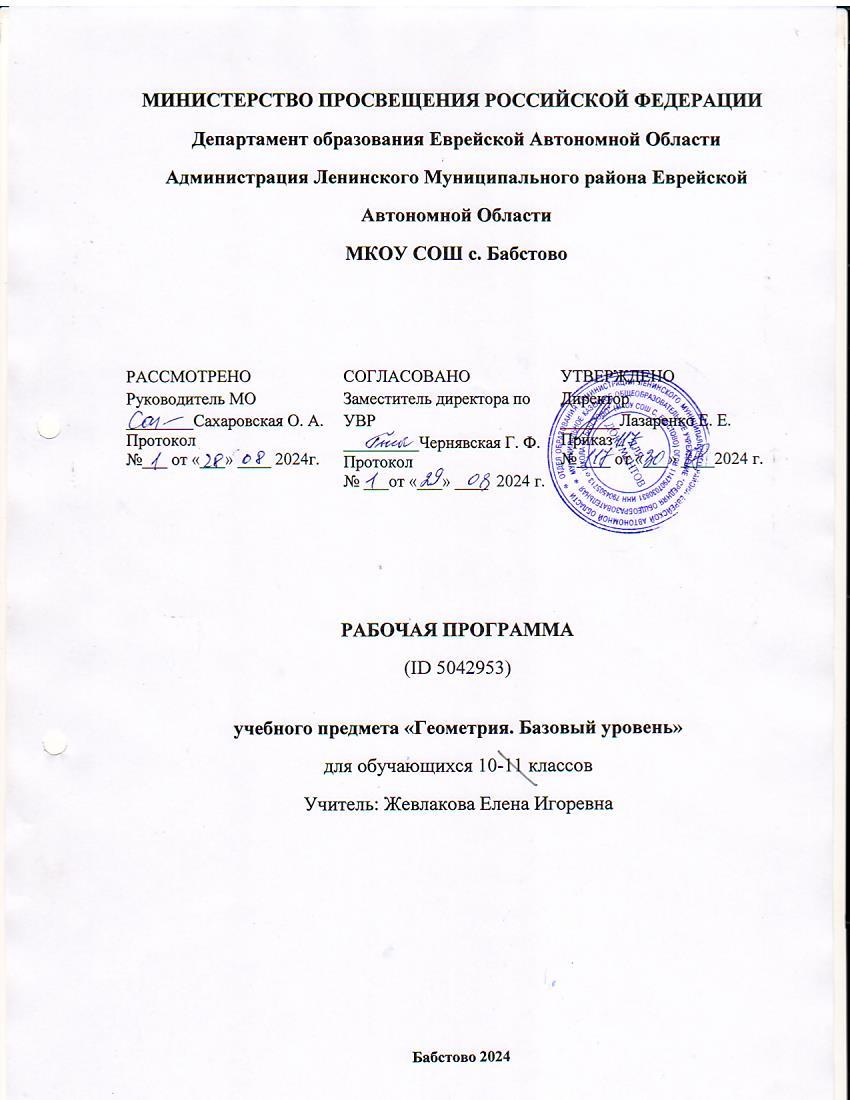 МИНИСТЕРСТВО ПРОСВЕЩЕНИЯ РОССИЙСКОЙ ФЕДЕРАЦИИ
Департамент образования Еврейской Автономной Области
Администрация Ленинского Муниципального района Еврейской
Автономной Области
МКОУ СОШ с. Бабстово
РАССМОТРЕНО
Руководитель МО
Сахаровская О. А.
Протокол
№ 1 от «28» 08 2024г.
СОГЛАСОВАНО
Заместитель директора по
УВР
Чернявская Г. Ф.
Протокол
№ 1 от «29» 08 2024 г.
УТВЕРЖДЕНО
Директор
Лазаренко Е. Е.
Приказ 117
№ 117 от «30» 08 2024 г.
РАБОЧАЯ ПРОГРАММА
(ID 5042953)
учебного предмета «Геометрия. Базовый уровень»
для обучающихся 10-11 классов
Учитель: Жевлакова Елена Игоревна
Бабстово 2024